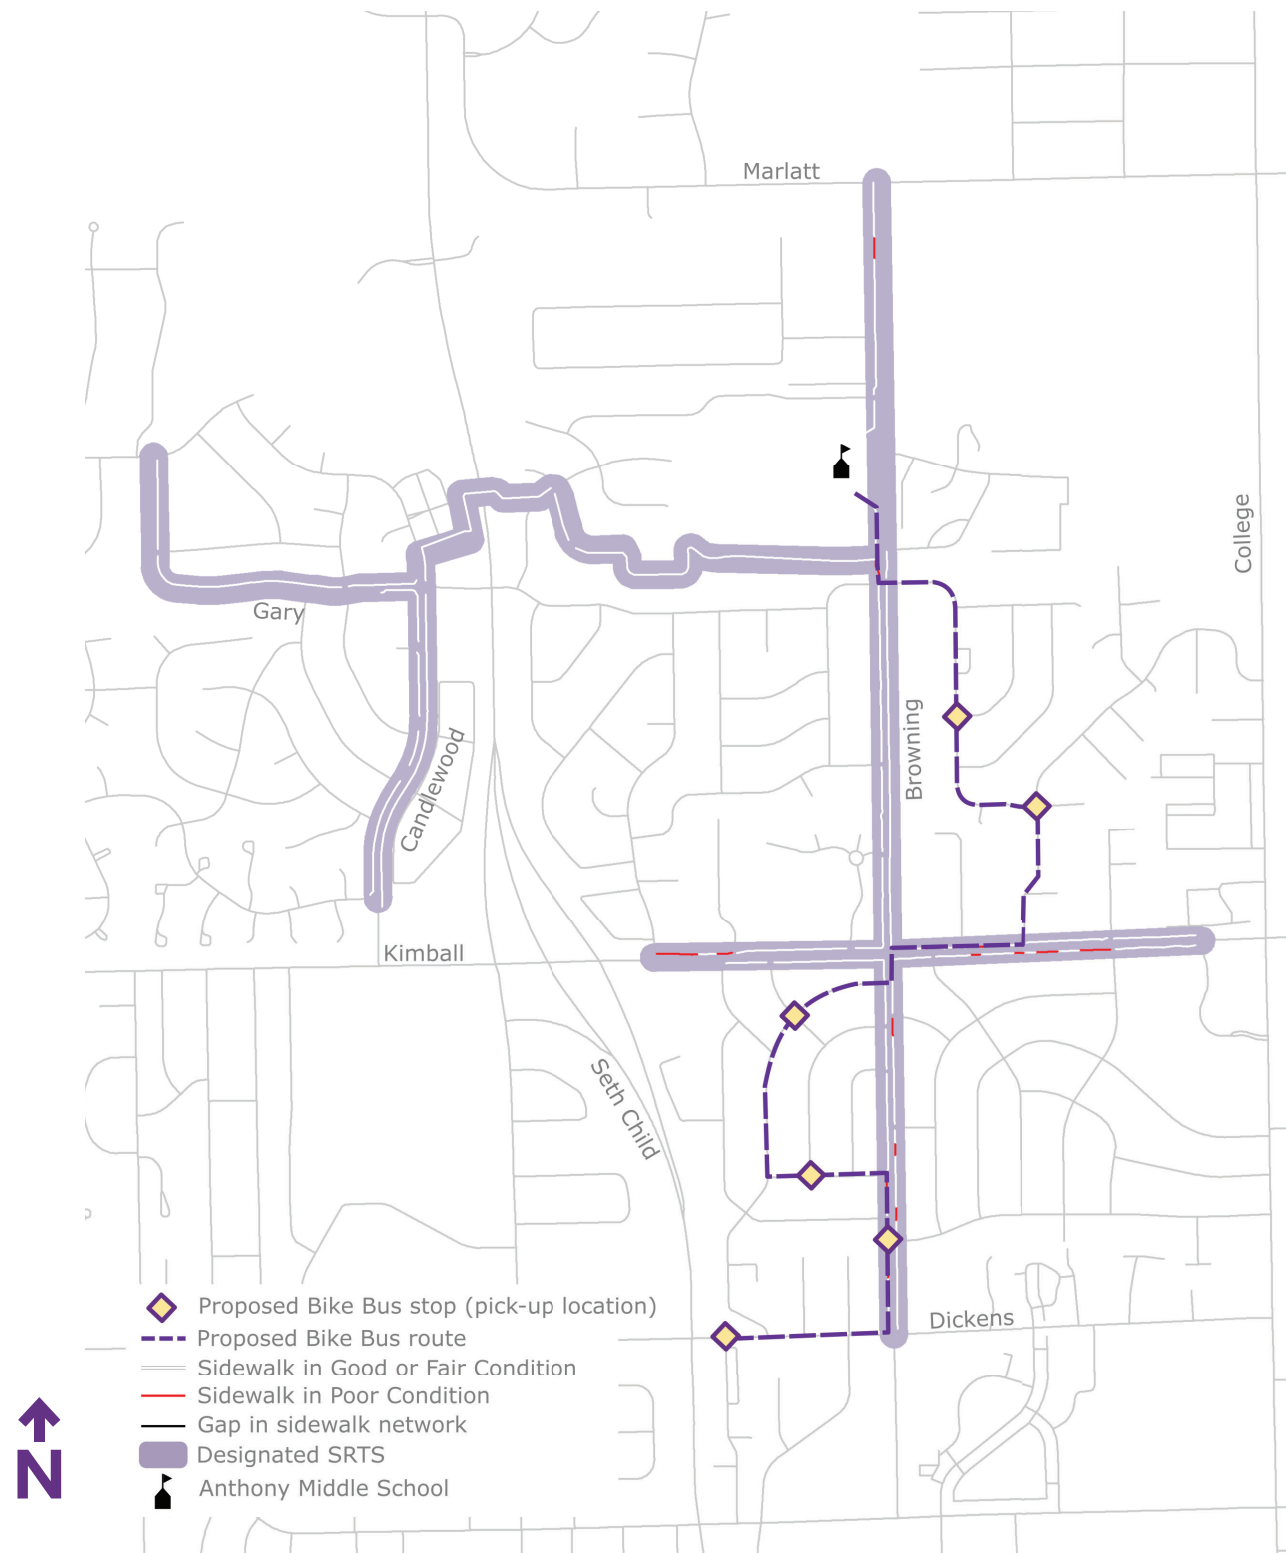 Marlatt
College
Gary
Browning
Candlewood
Kimball
Seth Child
Dickens
Proposed Bike Bus stop (pick-up location)
Proposed Bike Bus route
Sidewalk in Good or Fair Condition
Sidewalk in Poor Condition
Gap in sidewalk network
Designated SRTS
Anthony Middle School
N